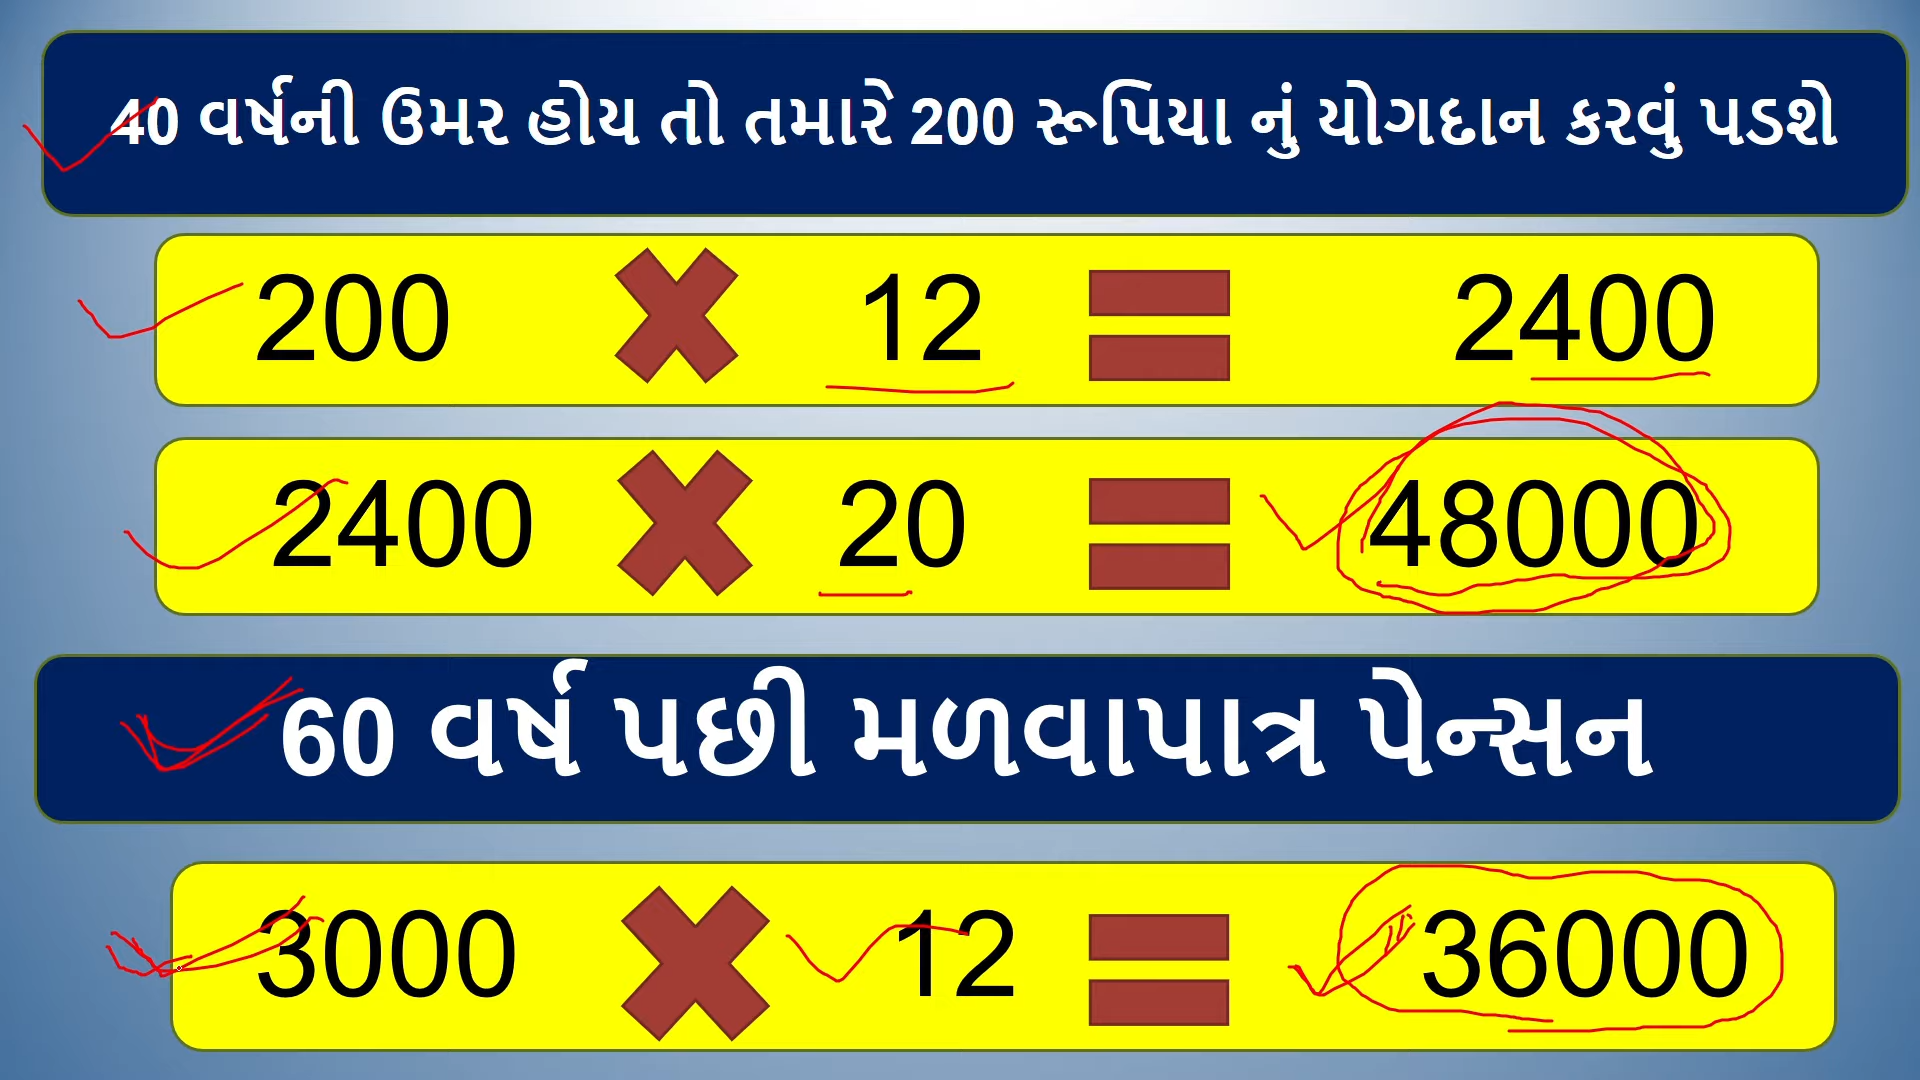 40 વર્ષની ઉમર હોય તો તમારે 200 રૂપિયા નું યોગદાન કરવું પડશે
200 × 12 = 2400
2400 × 20 = 48000
60 વર્ષ પછી મળવાપાત્ર પેન્સન
3000 × 12 = 36000